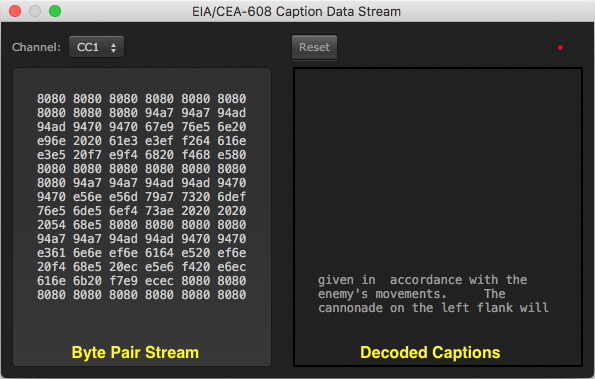 EIA/CEA-608 Caption Data Stream
Channel: CC1 Reset
8080 8080 8080 8080 8080 8080
8080 8080 8080 94a7 94a7 94ad
94ad 9470 9470 67e9 76e5 6e20
e96e 2020 61e3 e3ef f264 616e
e3e5 20f7 e9f4 6820 f468 e580
8080 8080 8080 8080 8080 8080
8080 94a7 94a7 94ad 94ad 9470
9470 e56e e56d 79a7 7320 6def
76e5 6de5 6ef4 73ae 2020 2020
2054 68e5 8080 8080 8080 8080
94a7 94a7 94ad 94ad 9470 9470
e361 6e6e ef6e 6164 e520 ef6e
20f4 68e5 20ec e5e6 f420 e6ec
616e 6b20 f7e9 ecec 8080 8080
8080 8080 8080 8080 8080 8080
given in  accordance with the
enemy's movements.     The
cannonade on the left flank will
Byte Pair Stream
Decoded Captions